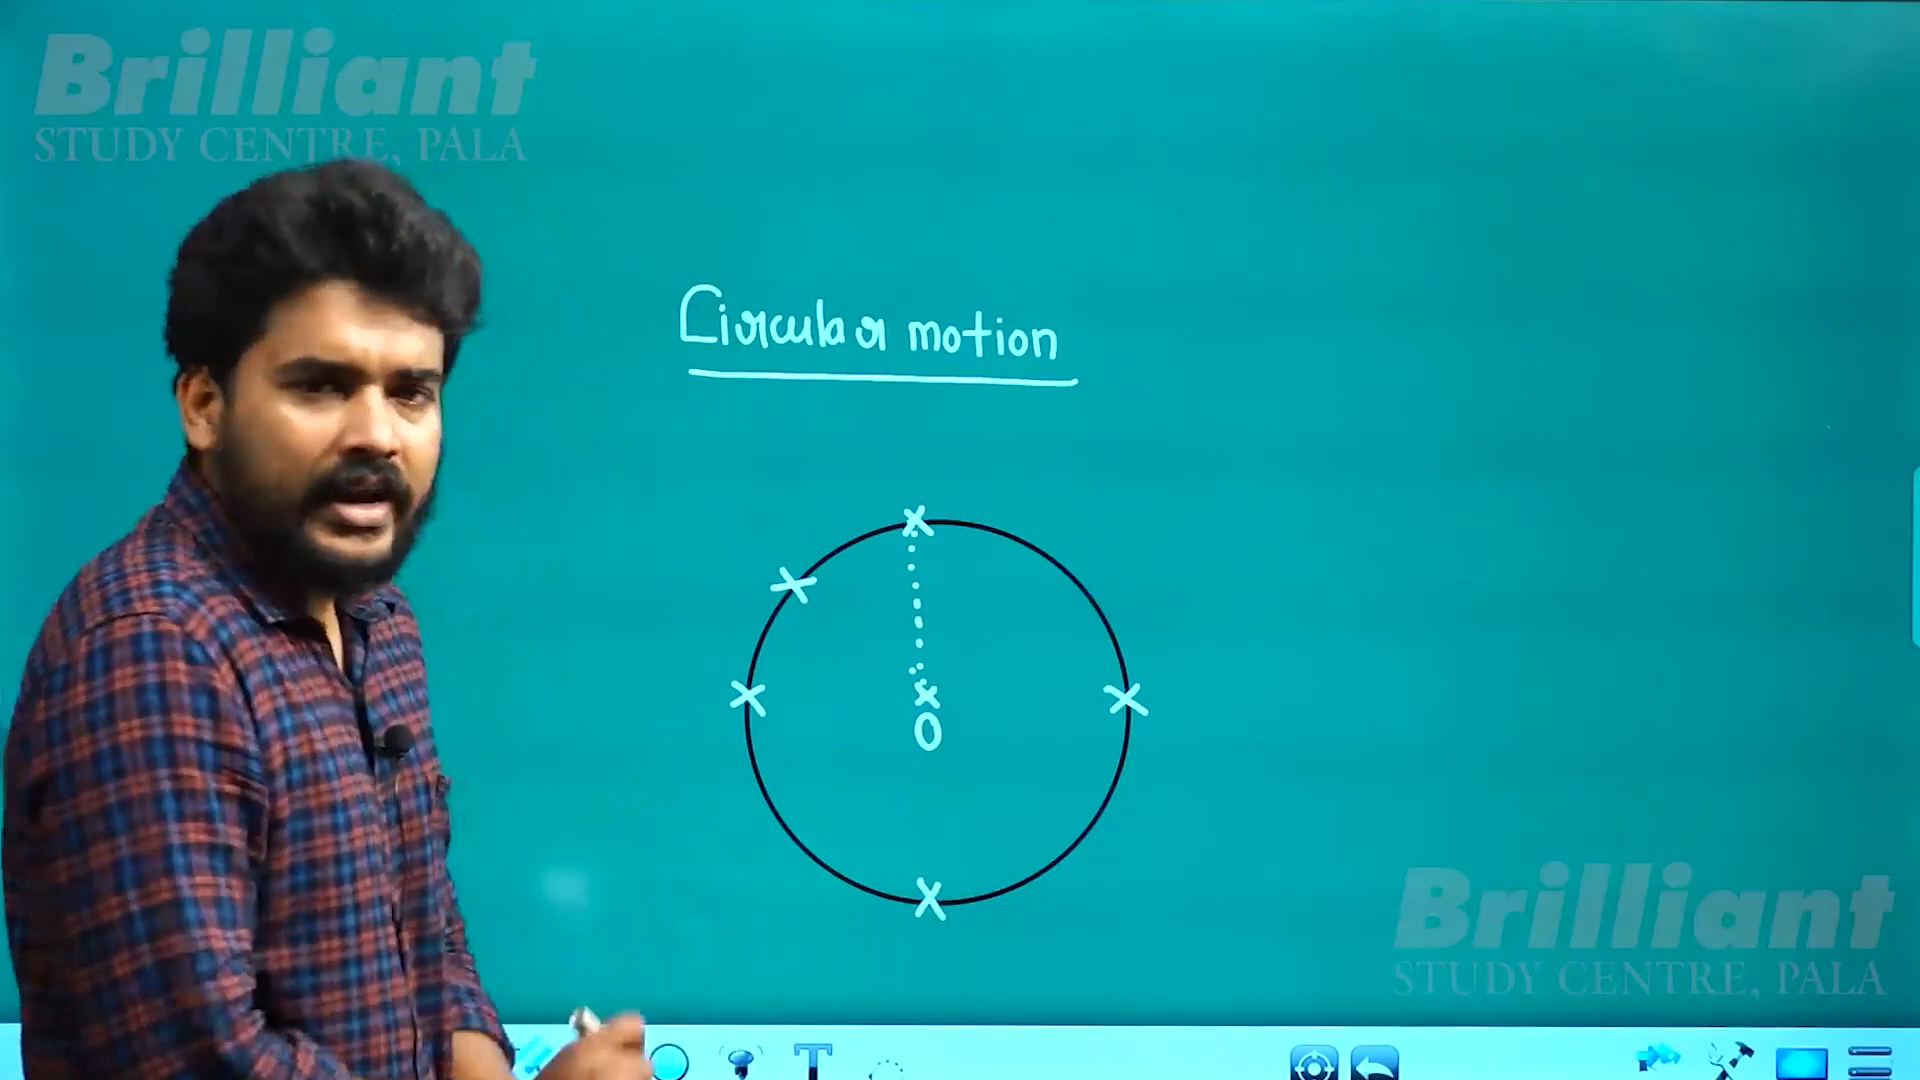 Brilliant
STUDY CENTRE, PALA
Circular motion
x
x
x
x
x
O
x
Brilliant
STUDY CENTRE, PALA
T